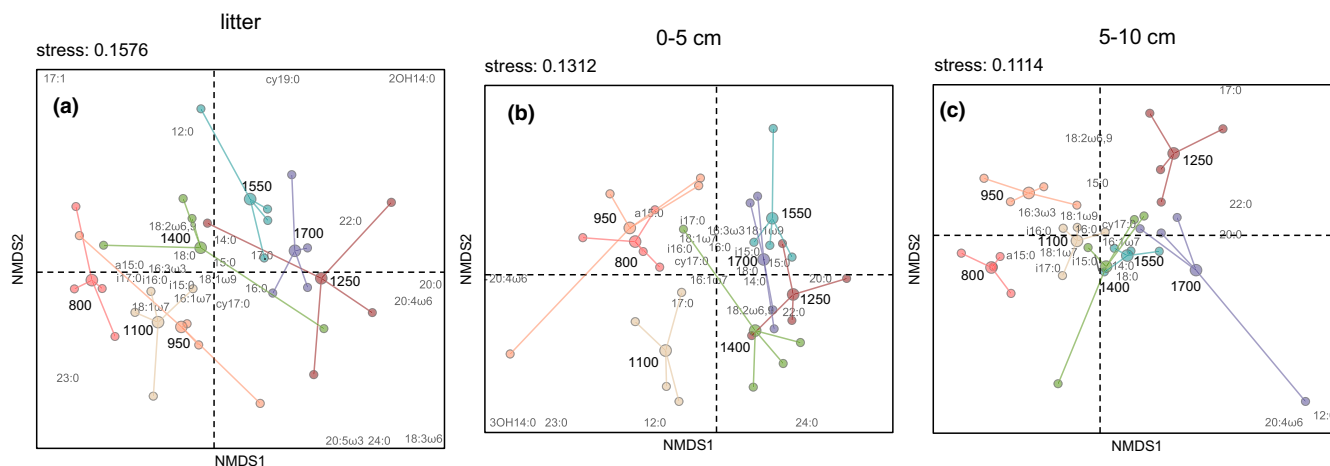 litter
0-5 cm
5-10 cm
stress: 0.1576
stress: 0.1312
stress: 0.1114
17:1
cy19:0
2OH14:0
(a)
12:0
1550
22:0
18:2ω6,9
1400
14:0
1700
18:0
15:0
17:0
a15:0
16:3ω3
i17:0
i16:0
18:1ω9
i15:0
16:0
1250
20:0
800
16:1ω7
cy17:0
20:4ω6
18:1ω7
1100
950
23:0
20:5ω3
24:0
18:3ω6
NMDS2
NMDS1
(b)
950
a15:0
i17:0
1550
16:3ω3
18:1ω9
18:1ω7
800
i16:0
16:0
i15:0
cy17:0
1700
15:0
18:0
20:4ω6
16:1ω7
14:0
20:0
17:0
1250
18:2ω6,9
22:0
1400
1100
3OH14:0
23:0
12:0
24:0
NMDS2
NMDS1
17:0
(c)
18:2ω6,9
1250
15:0
950
22:0
16:3ω3
18:1ω9
i16:0
16:0
cy17:0
20:0
1100
16:1ω7
18:1ω7
a15:0
i15:0
1550
800
i17:0
14:0
18:0
1400
1700
12:0
20:4ω6
NMDS2
NMDS1